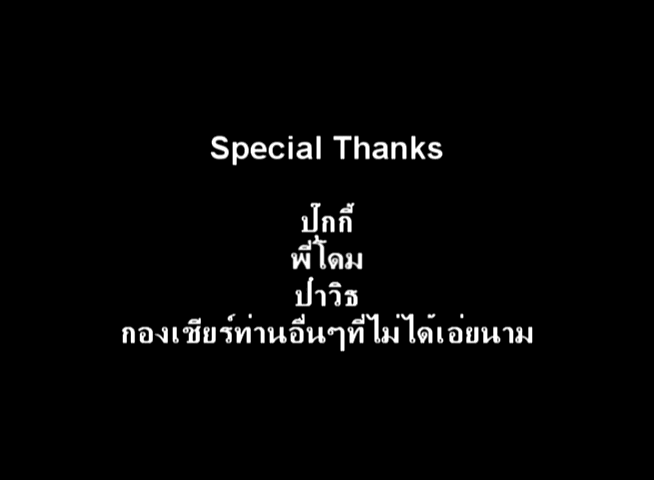 Special Thanks
ปุ๊กกี้
พี่โดม
ป๋าวิธ
กองเชียร์ท่านอื่นๆที่ไม่ได้เอ่ยนาม